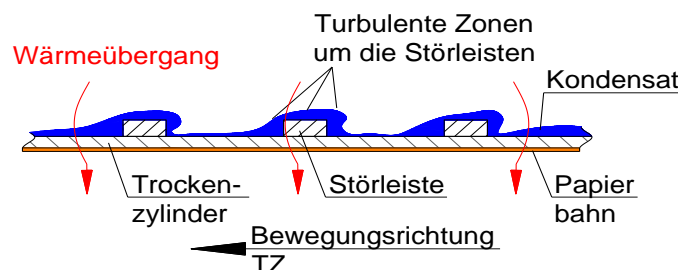 Turbulente Zonen
um die Störleisten
Wärmeübergang
Kondensat
Trocken-
zylinder
Störleiste
Papier
bahn
Bewegungsrichtung
TZ